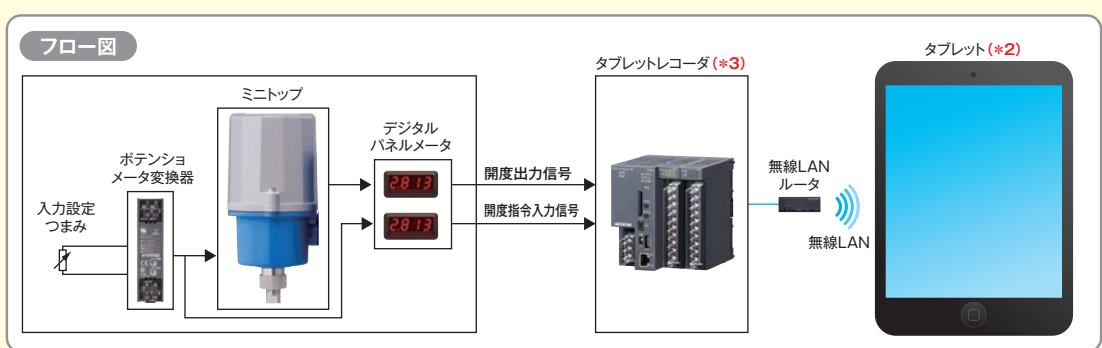 フロー図
タブレット(*2)
タブレットレコーダ(*3)
ミニトップ
デジタル
パネルメータ
ポテンショ
メータ変換器
入力設定
つまみ
2813
2813
開度出力信号
開度指令入力信号
無線LAN
ルータ
無線LAN